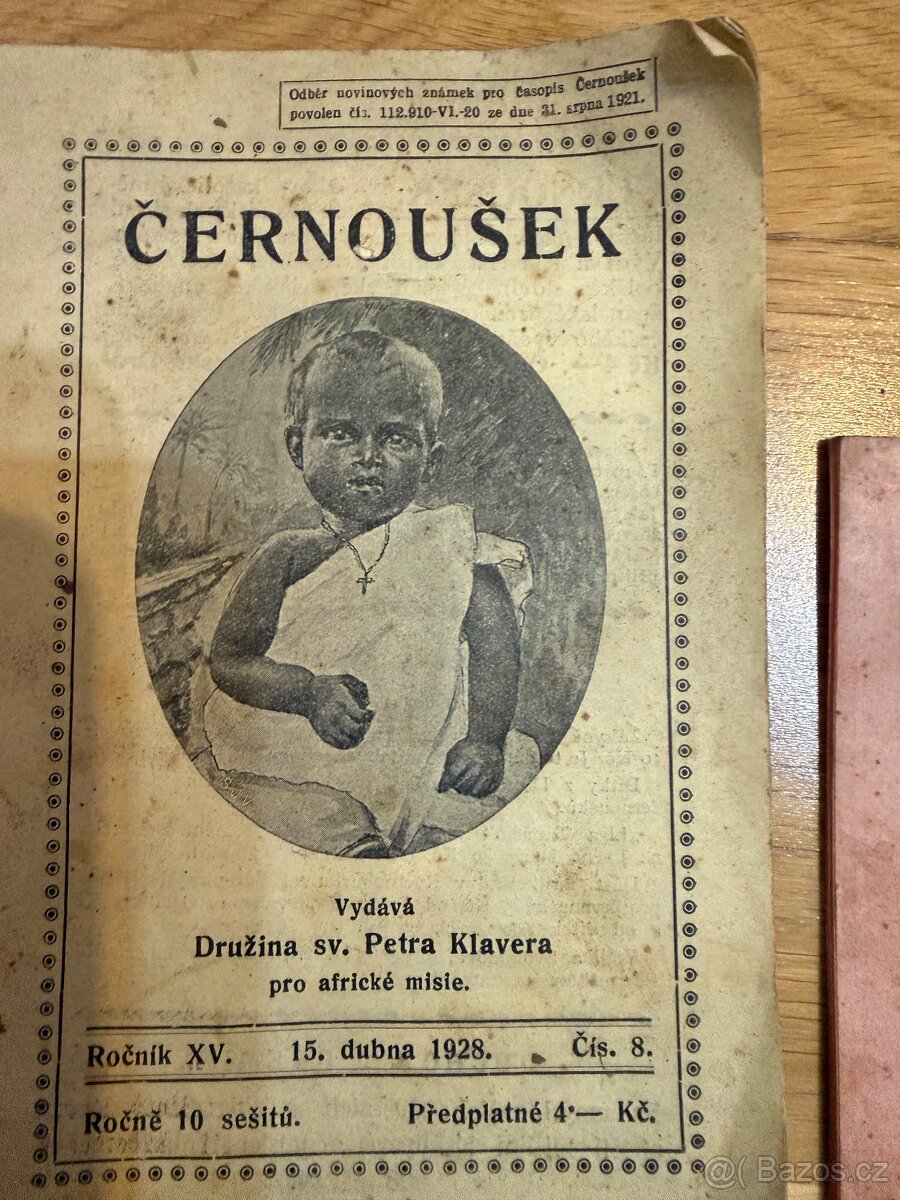 Odběr novinových známek pro časopis Černoušek
povolen čís. 112.910-VI.-20 ze dne 31. srpna 1921.
ČERNOUŠEK
Vydává
Družina sv. Petra Klavera
pro africké misie.
Ročník XV. 15. dubna 1928. Čís. 8.
Ročně 10 sešitů. Předplatné 4·— Kč.
@( Bazos.cz